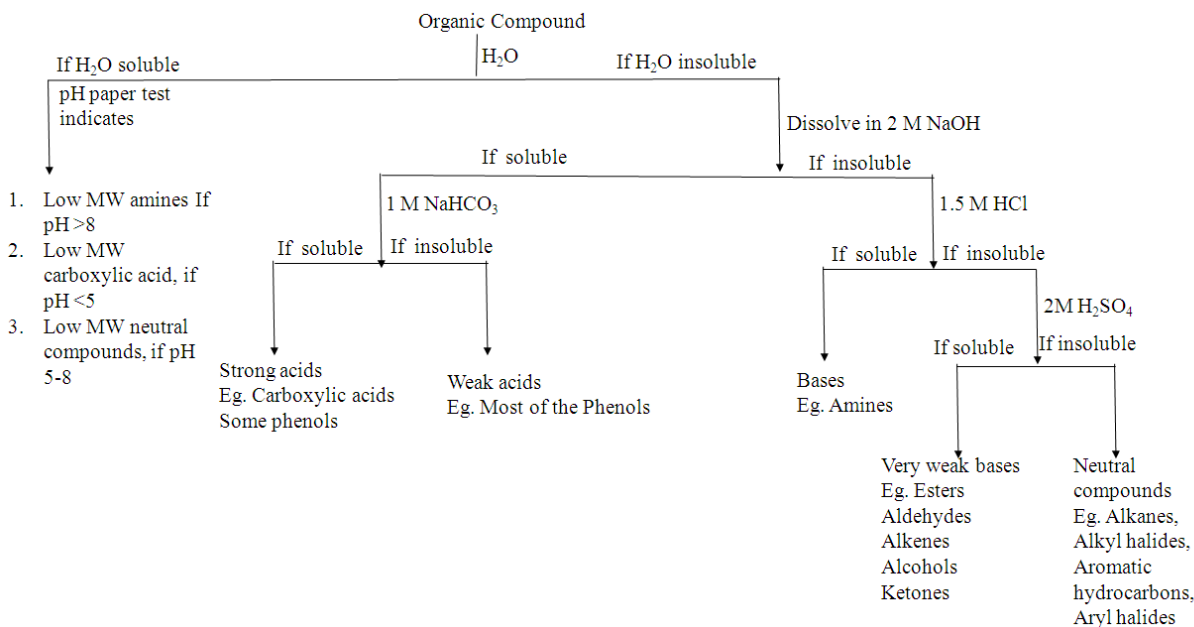 Organic Compound
H₂O
If H₂O soluble
If H₂O insoluble
pH paper test
indicates
Dissolve in 2 M NaOH
If soluble
If insoluble
1. Low MW amines If
pH >8
2. Low MW
carboxylic acid, if
pH <5
3. Low MW neutral
compounds, if pH
5-8
1 M NaHCO₃
If soluble
If insoluble
Strong acids
Eg. Carboxylic acids
Some phenols
Weak acids
Eg. Most of the Phenols
1.5 M HCl
If soluble
If insoluble
Bases
Eg. Amines
2M H₂SO₄
If soluble
If insoluble
Very weak bases
Eg. Esters
Aldehydes
Alkenes
Alcohols
Ketones
Neutral
compounds
Eg. Alkanes,
Alkyl halides,
Aromatic
hydrocarbons,
Aryl halides